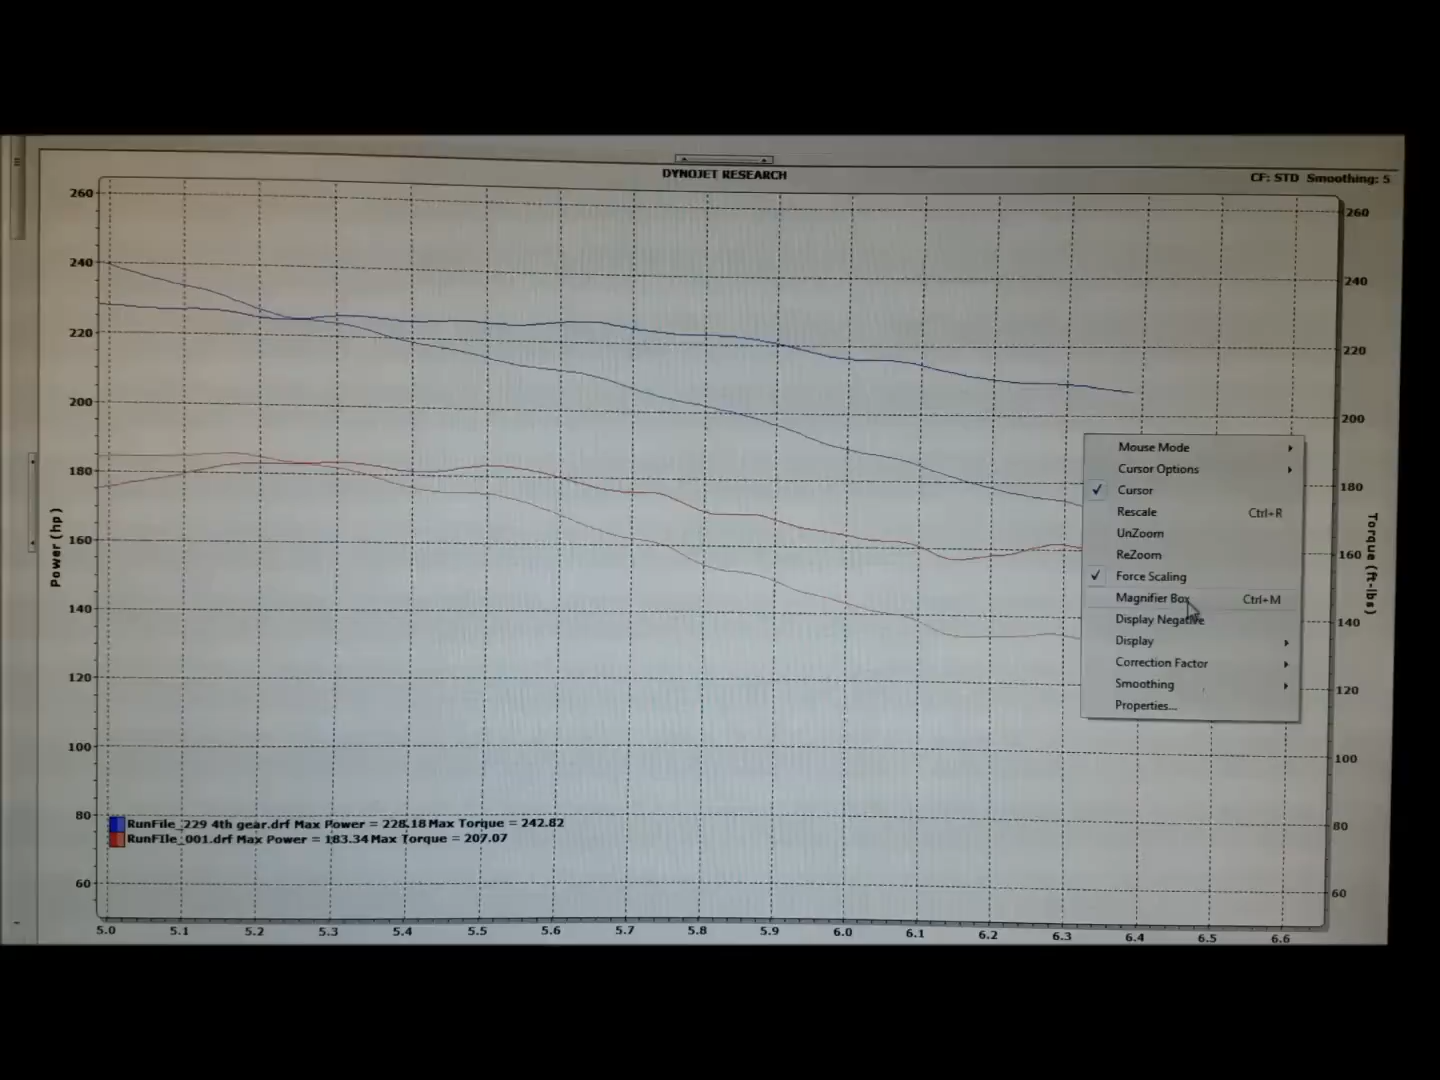 DYNOJET RESEARCH
CF: STD Smoothing: 5
260
240
220
200
180
160
140
120
100
80
60
Power (hp)
260
240
220
200
180
160
140
120
100
80
60
Torque (ft-lbs)
Mouse Mode
Cursor Options
Cursor
Rescale Ctrl+R
UnZoom
ReZoom
Force Scaling
Magnifier Box Ctrl+M
Display Negative
Display
Correction Factor
Smoothing
Properties...
RunFile_229 4th gear.drf Max Power = 228.18 Max Torque = 242.82
RunFIle_001.drf Max Power = 183.34 Max Torque = 207.07
5.0 5.1 5.2 5.3 5.4 5.5 5.6 5.7 5.8 5.9 6.0 6.1 6.2 6.3 6.4 6.5 6.6